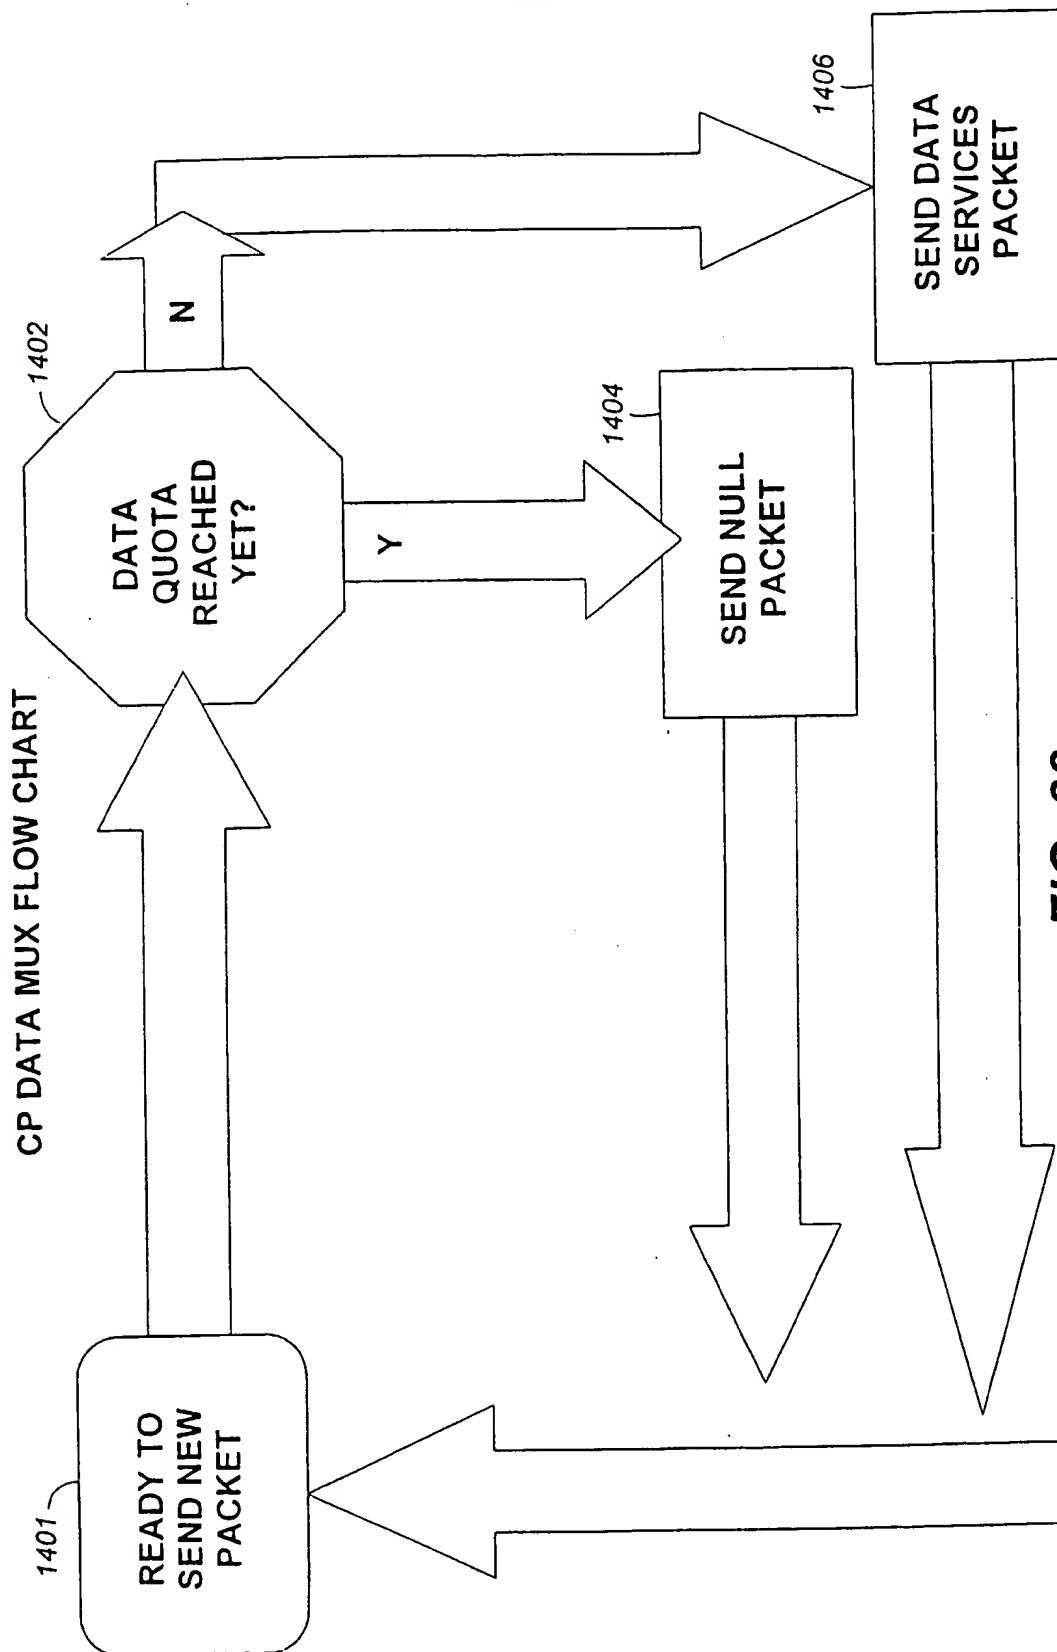 CP DATA MUX FLOW CHART
1401
READY TO
SEND NEW
PACKET
1402
DATA
QUOTA
REACHED
YET?
N
Y
1404
SEND NULL
PACKET
1406
SEND DATA
SERVICES
PACKET